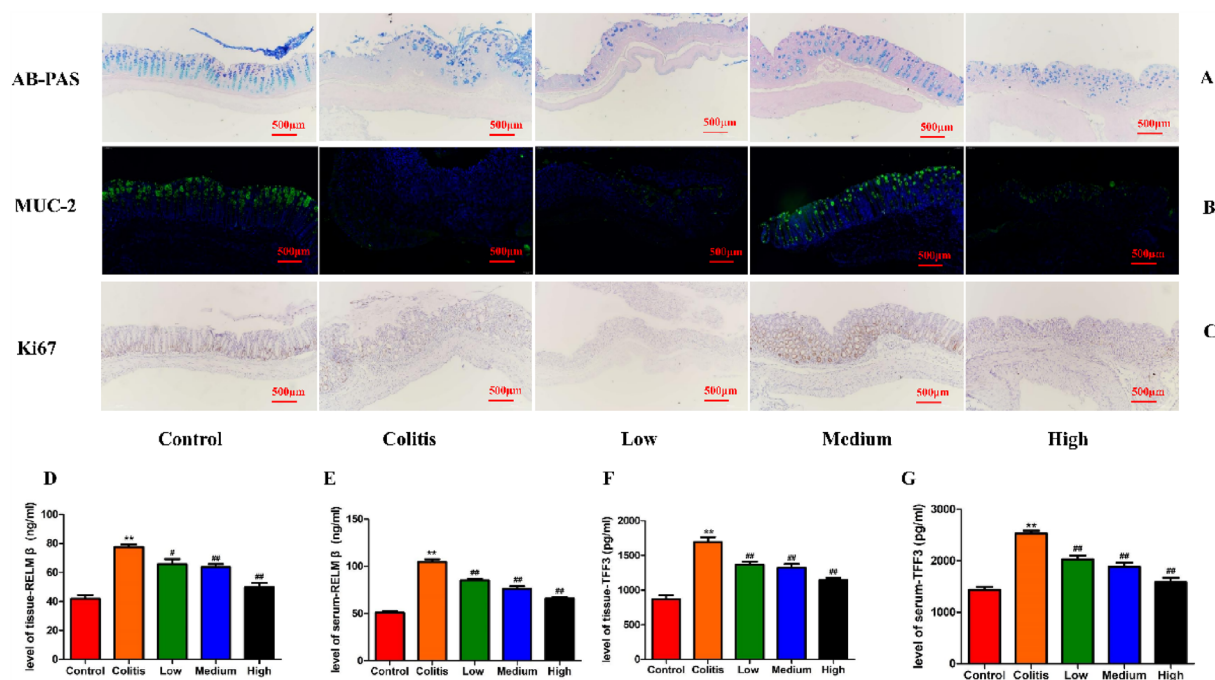 AB-PAS
500μm 500μm 500μm 500μm 500μm
A
MUC-2
500μm 500μm 500μm 500μm 500μm
B
Ki67
500μm 500μm 500μm 500μm 500μm
C
Control Colitis Low Medium High
D
level of tissue-RELM β (ng/ml)
100
80
60
40
20
0
** # ## ##
Control Colitis Low Medium High
E
level of serum-RELM β (ng/ml)
150
100
50
0
** ## ## ##
Control Colitis Low Medium High
F
level of tissue-TFF3 (pg/ml)
2000
1500
1000
500
0
** ## ## ##
Control Colitis Low Medium High
G
level of serum-TFF3 (pg/ml)
3000
2000
1000
0
** ## ## ##
Control Colitis Low Medium High